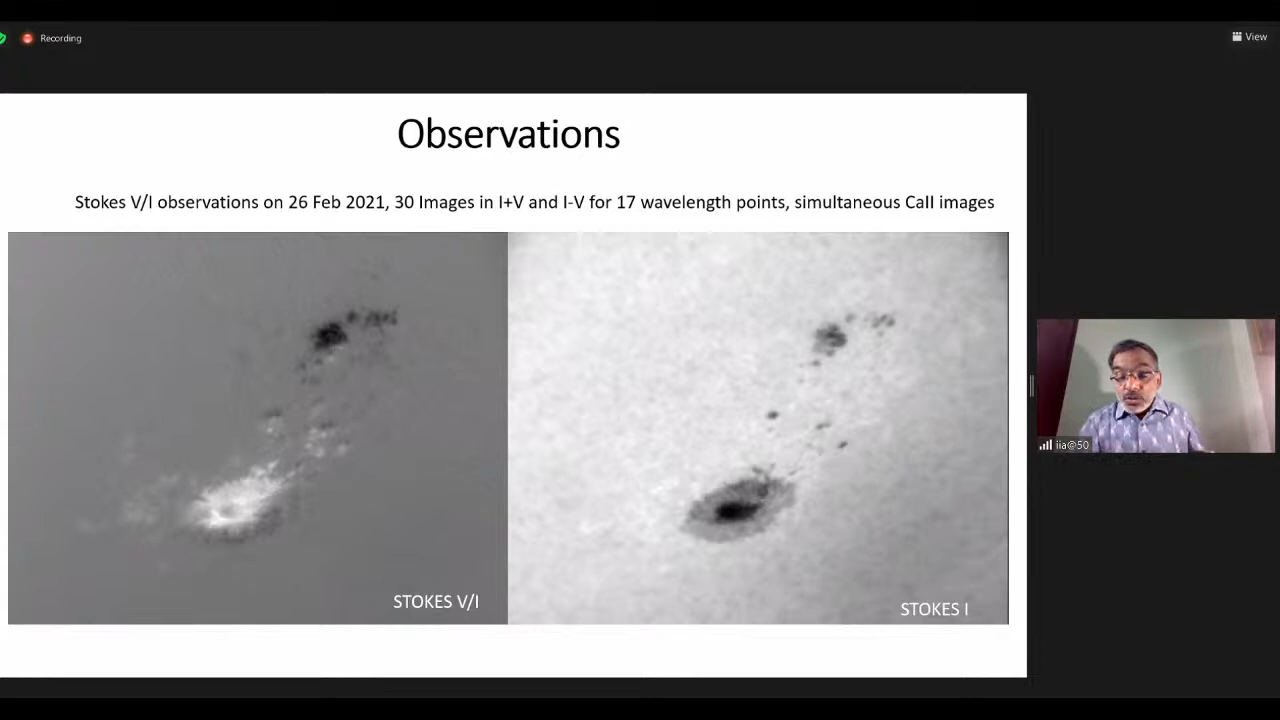 Recording
View
Observations
Stokes V/I observations on 26 Feb 2021, 30 Images in I+V and I-V for 17 wavelength points, simultaneous CaII images
STOKES V/I
STOKES I
iia@50